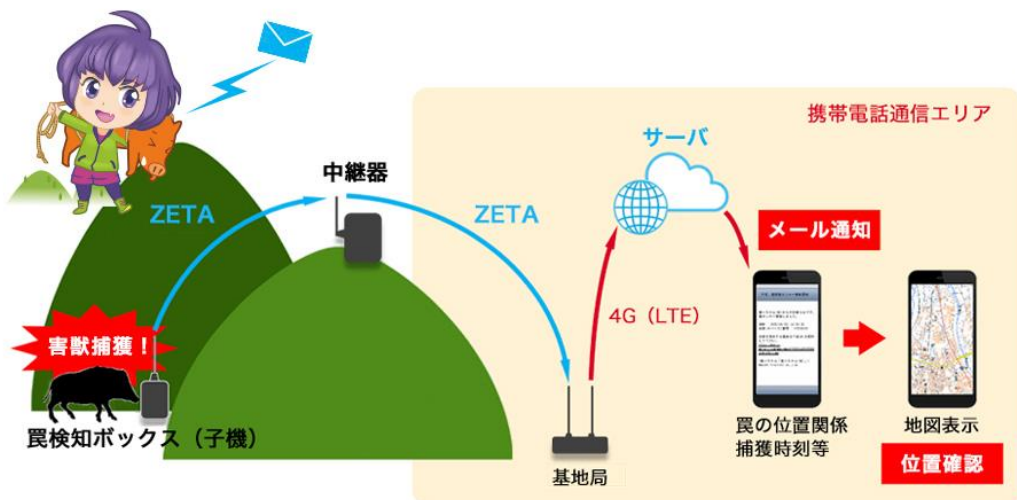 携帯電話通信エリア
サーバ
中継器
ZETA
ZETA
メール通知
4G（LTE）
害獣捕獲！
罠検知ボックス（子機）
基地局
罠の位置関係
捕獲時刻等
地図表示
位置確認